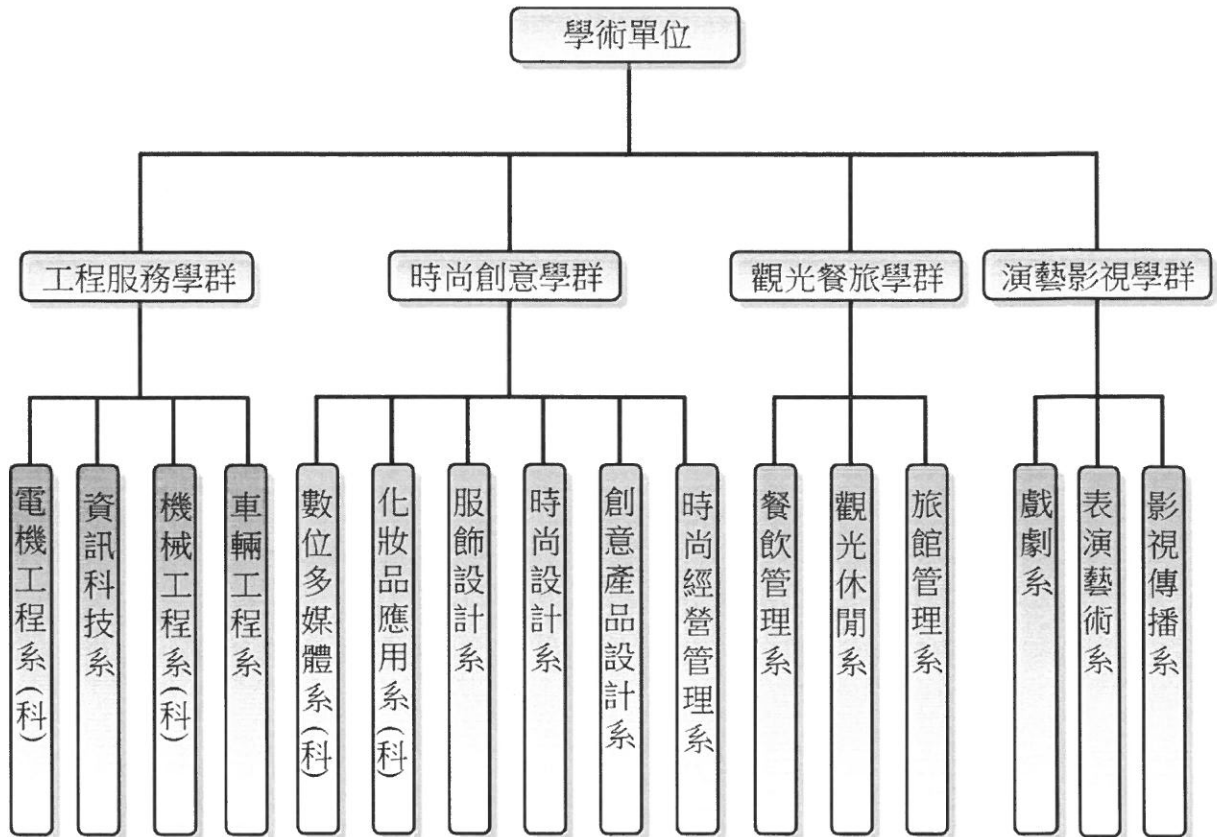 學術單位
工程服務學群
時尚創意學群
觀光餐旅學群
演藝影視學群
電機工程系(科)
資訊科技系
機械工程系(科)
車輛工程系
數位多媒體系(科)
化妝品應用系(科)
服飾設計系
時尚設計系
創意產品設計系
時尚經營管理系
餐飲管理系
觀光休閒系
旅館管理系
戲劇系
表演藝術系
影視傳播系